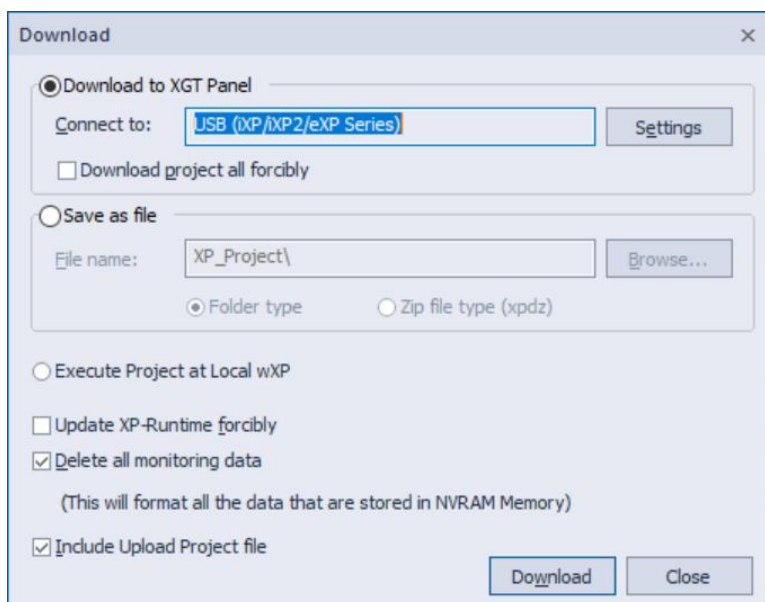 Download
Download to XGT Panel
Connect to: USB (iXP/iXP2/eXP Series) Settings
Download project all forcibly
Save as file
File name: XP_Project\ Browse...
Folder type Zip file type (xpdz)
Execute Project at Local wXP
Update XP-Runtime forcibly
Delete all monitoring data
(This will format all the data that are stored in NVRAM Memory)
Include Upload Project file
Download Close